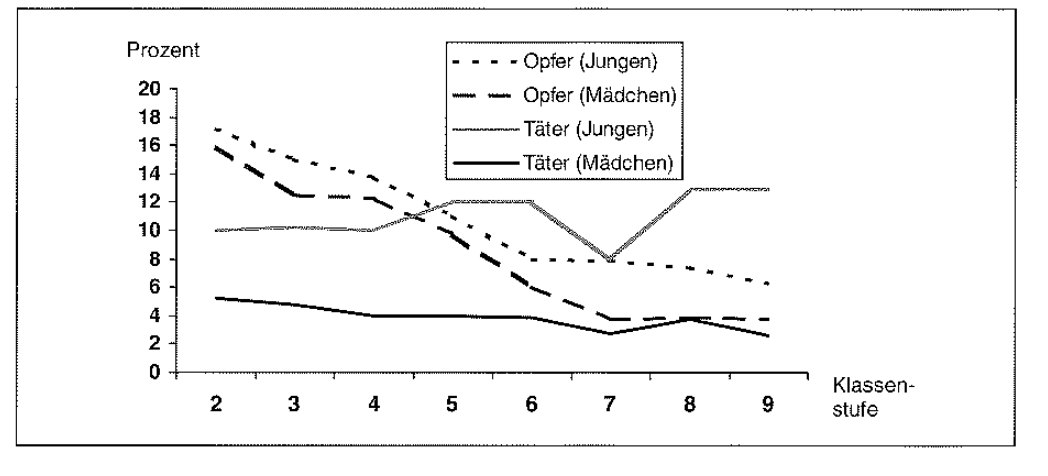 Prozent
Opfer (Jungen)
Opfer (Mädchen)
Täter (Jungen)
Täter (Mädchen)
20
18
16
14
12
10
8
6
4
2
0
2 3 4 5 6 7 8 9
Klassen-
stufe